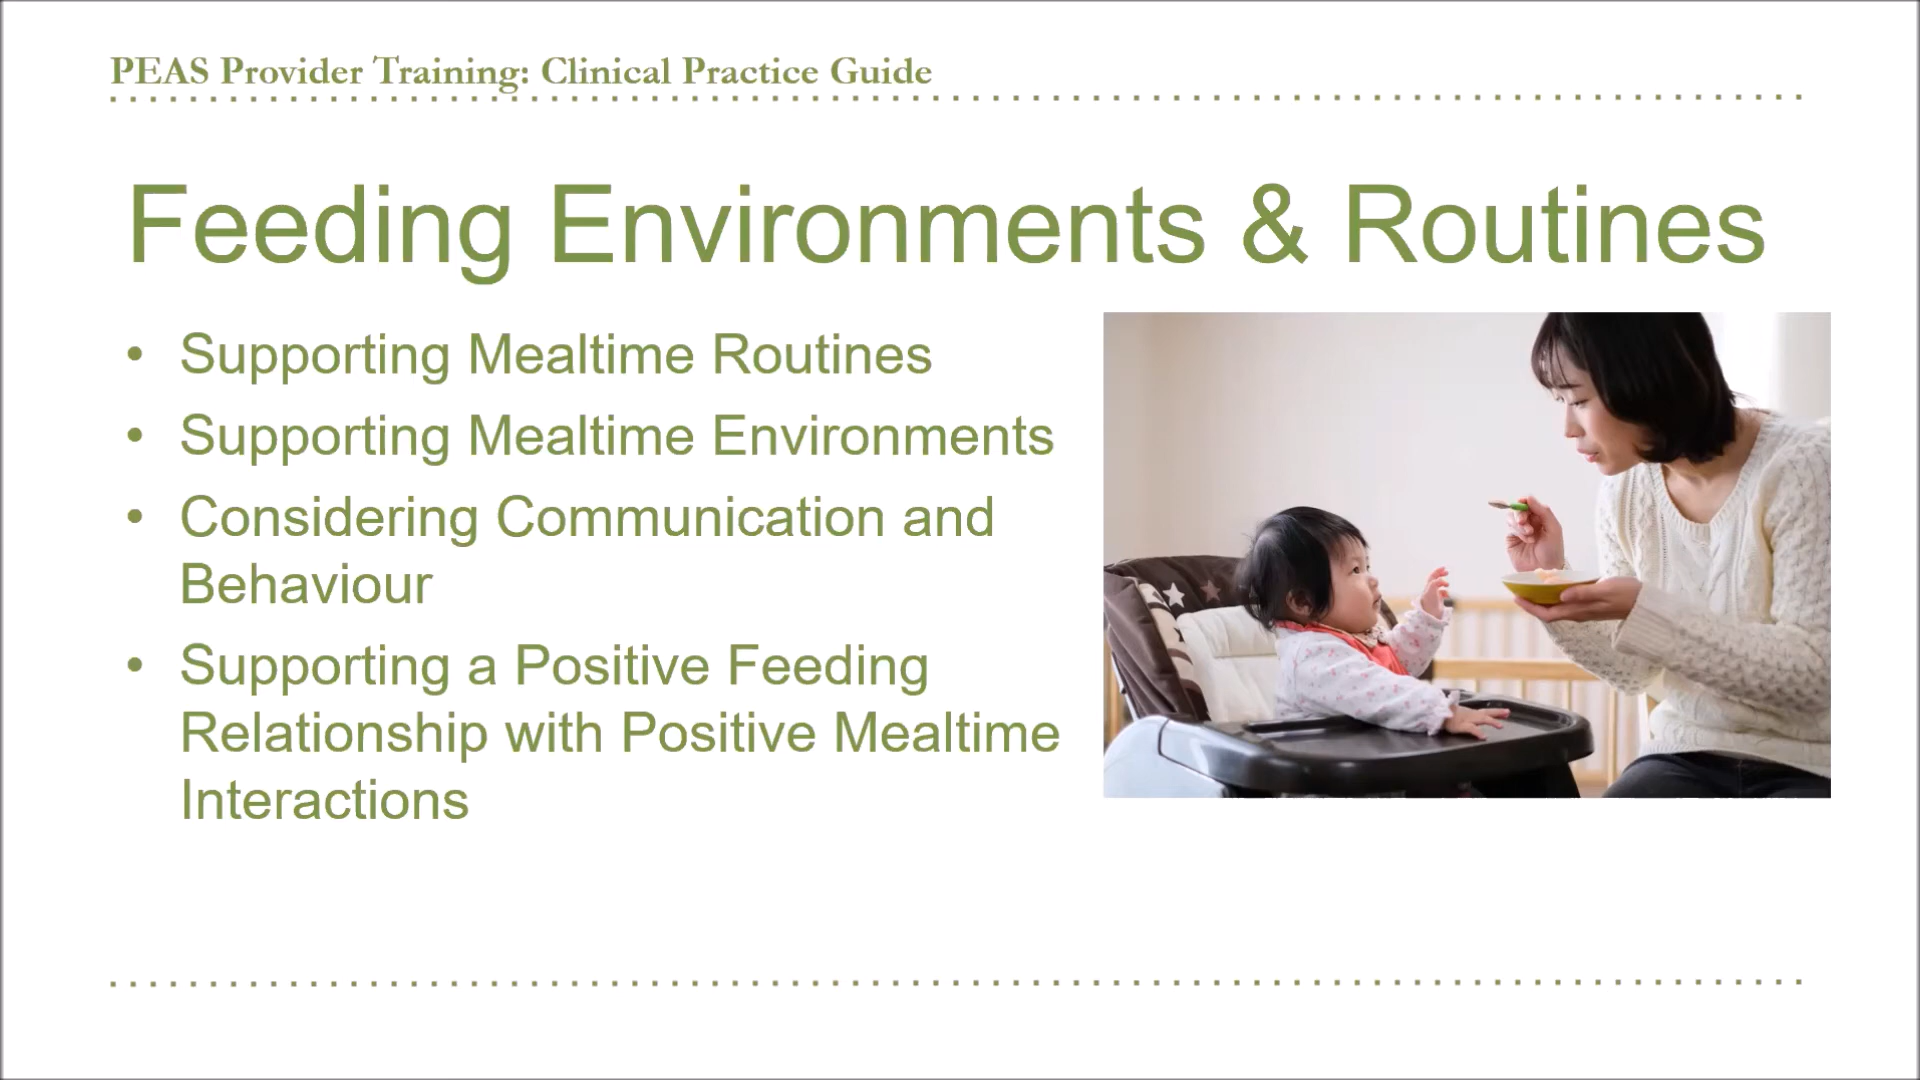 PEAS Provider Training: Clinical Practice Guide
Feeding Environments & Routines
• Supporting Mealtime Routines
• Supporting Mealtime Environments
• Considering Communication and
Behaviour
• Supporting a Positive Feeding
Relationship with Positive Mealtime
Interactions